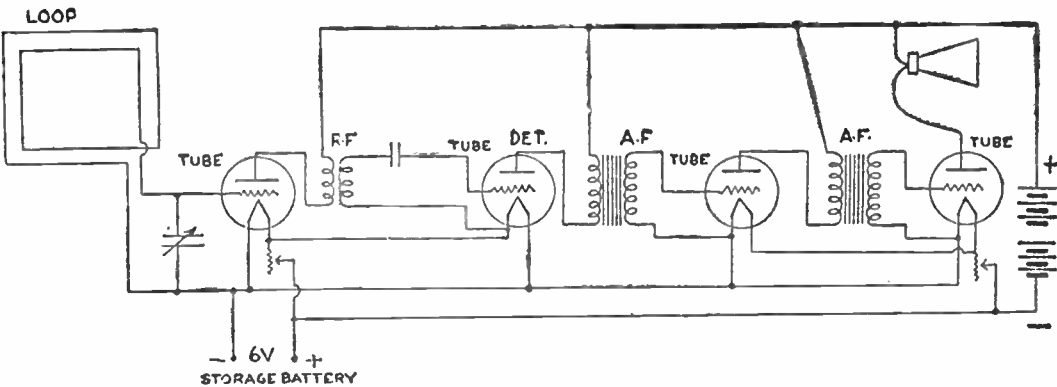 LOOP
R.F
TUBE
TUBE
DET.
A.F
TUBE
A.F.
TUBE
+
- 6V +
STORAGE BATTERY
-